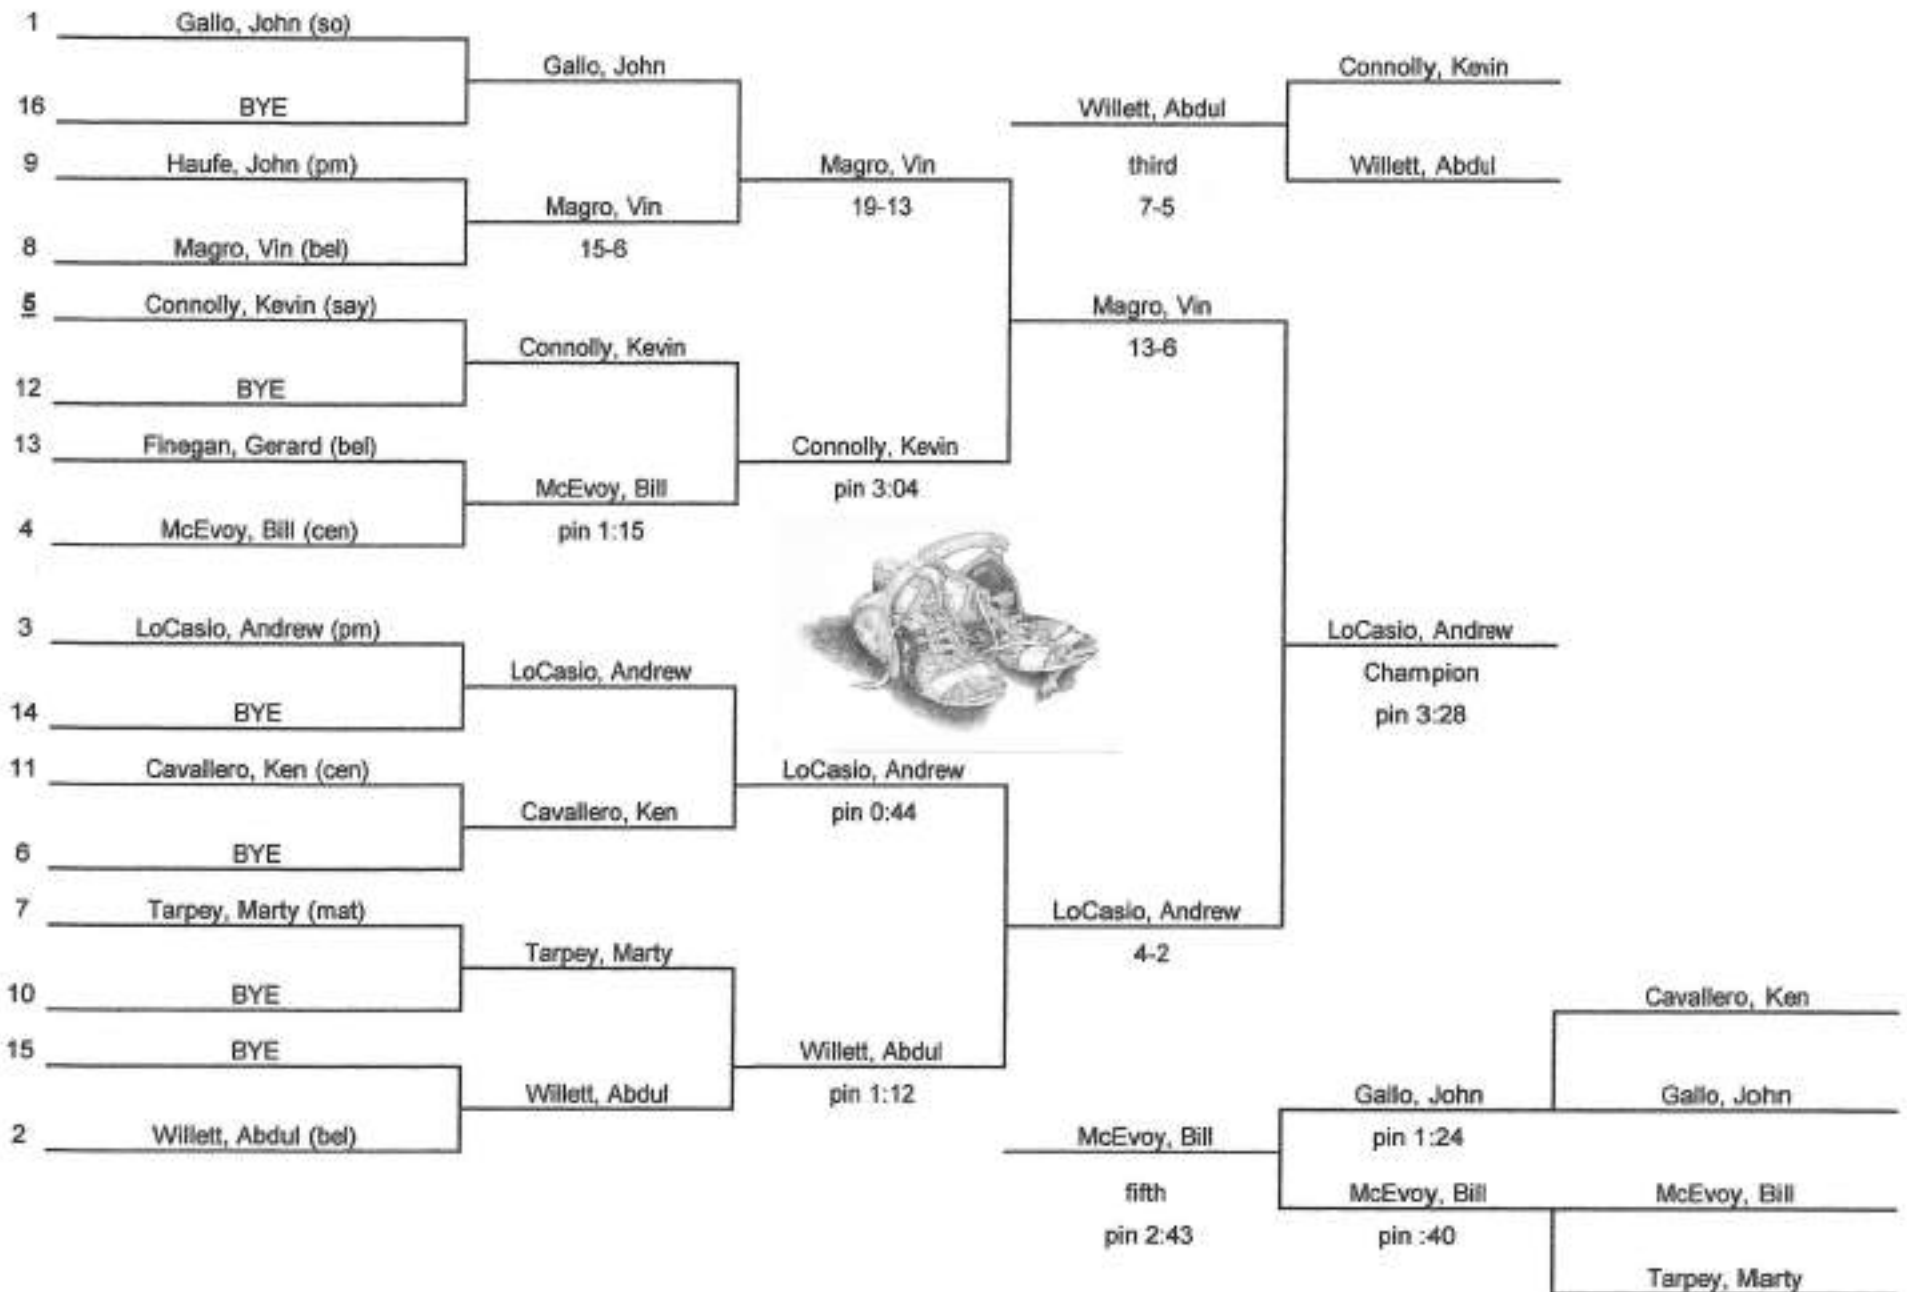 1 Gallo, John (so)
16 BYE
9 Haufe, John (pm)
8 Magro, Vin (bel)
5 Connolly, Kevin (say)
12 BYE
13 Finegan, Gerard (bel)
4 McEvoy, Bill (cen)
3 LoCasio, Andrew (pm)
14 BYE
11 Cavallero, Ken (cen)
6 BYE
7 Tarpey, Marty (mat)
10 BYE
15 BYE
2 Willett, Abdul (bel)
Gallo, John
Magro, Vin
15-6
Connolly, Kevin
McEvoy, Bill
pin 1:15
LoCasio, Andrew
Cavallero, Ken
Tarpey, Marty
Willett, Abdul
Magro, Vin
19-13
Connolly, Kevin
pin 3:04
LoCasio, Andrew
pin 0:44
Willett, Abdul
pin 1:12
Magro, Vin
13-6
LoCasio, Andrew
4-2
LoCasio, Andrew
Champion
pin 3:28
Connolly, Kevin
Willett, Abdul
Willett, Abdul
third
7-5
Cavallero, Ken
Gallo, John
McEvoy, Bill
Tarpey, Marty
Gallo, John
pin 1:24
McEvoy, Bill
pin :40
McEvoy, Bill
fifth
pin 2:43